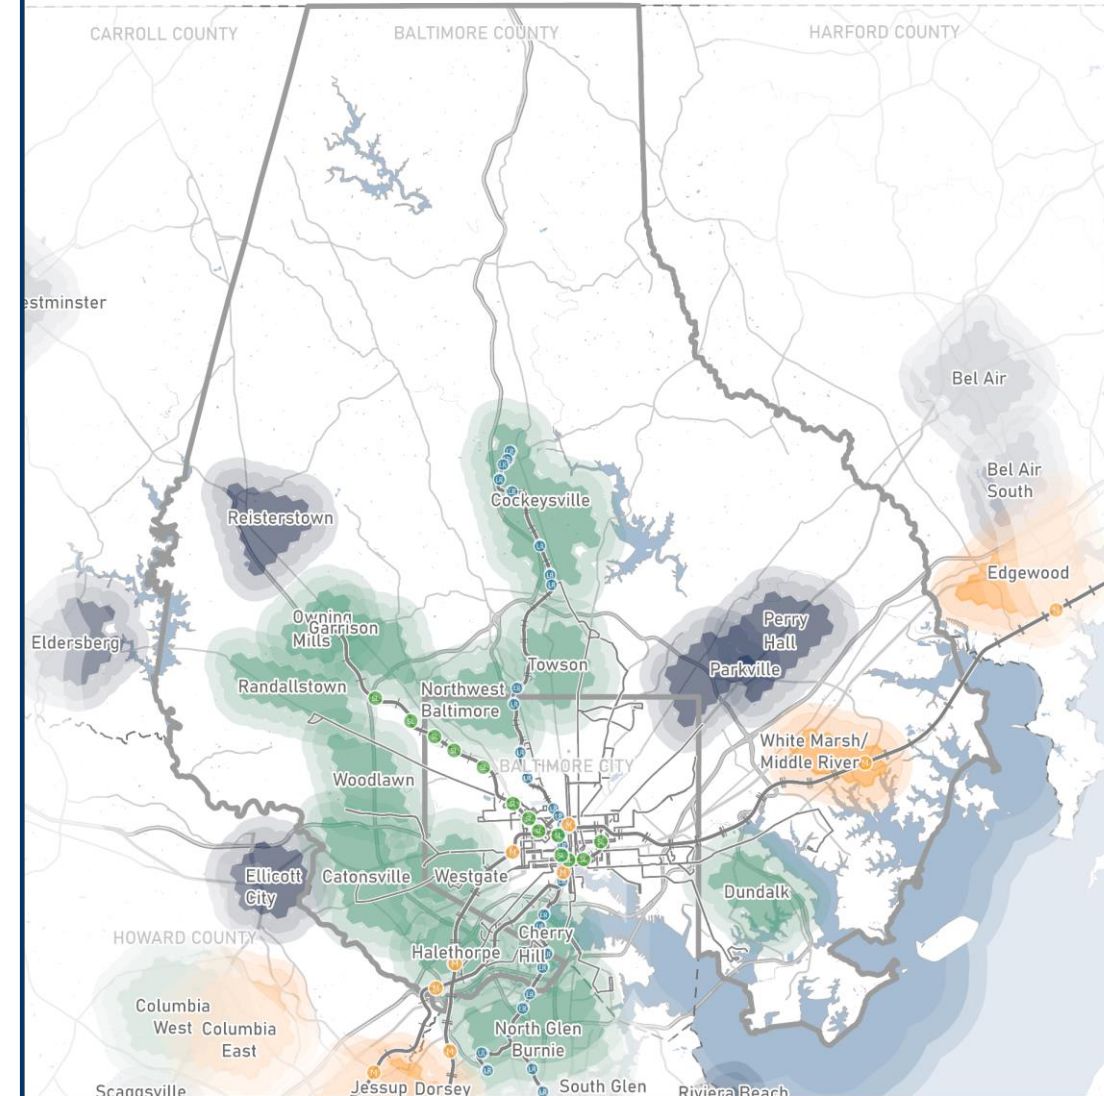 CARROLL COUNTY
BALTIMORE COUNTY
HARFORD COUNTY
estminster
Bel Air
Bel Air
South
Cockeysville
Reisterstown
Edgewood
Owning
Mills
Garrison
Eldersberg
Perry
Hall
Parkville
Towson
Randallstown
Northwest
Baltimore
White Marsh/
Middle River
BALTIMORE CITY
Woodlawn
Ellicott
City
Catonsville
Westgate
Dundalk
HOWARD COUNTY
Halethorpe
Cherry
Hill
Columbia
West
Columbia
East
North Glen
Burnie
Jessup
Dorsey
South Glen
Scaggsville
Riviera Beach